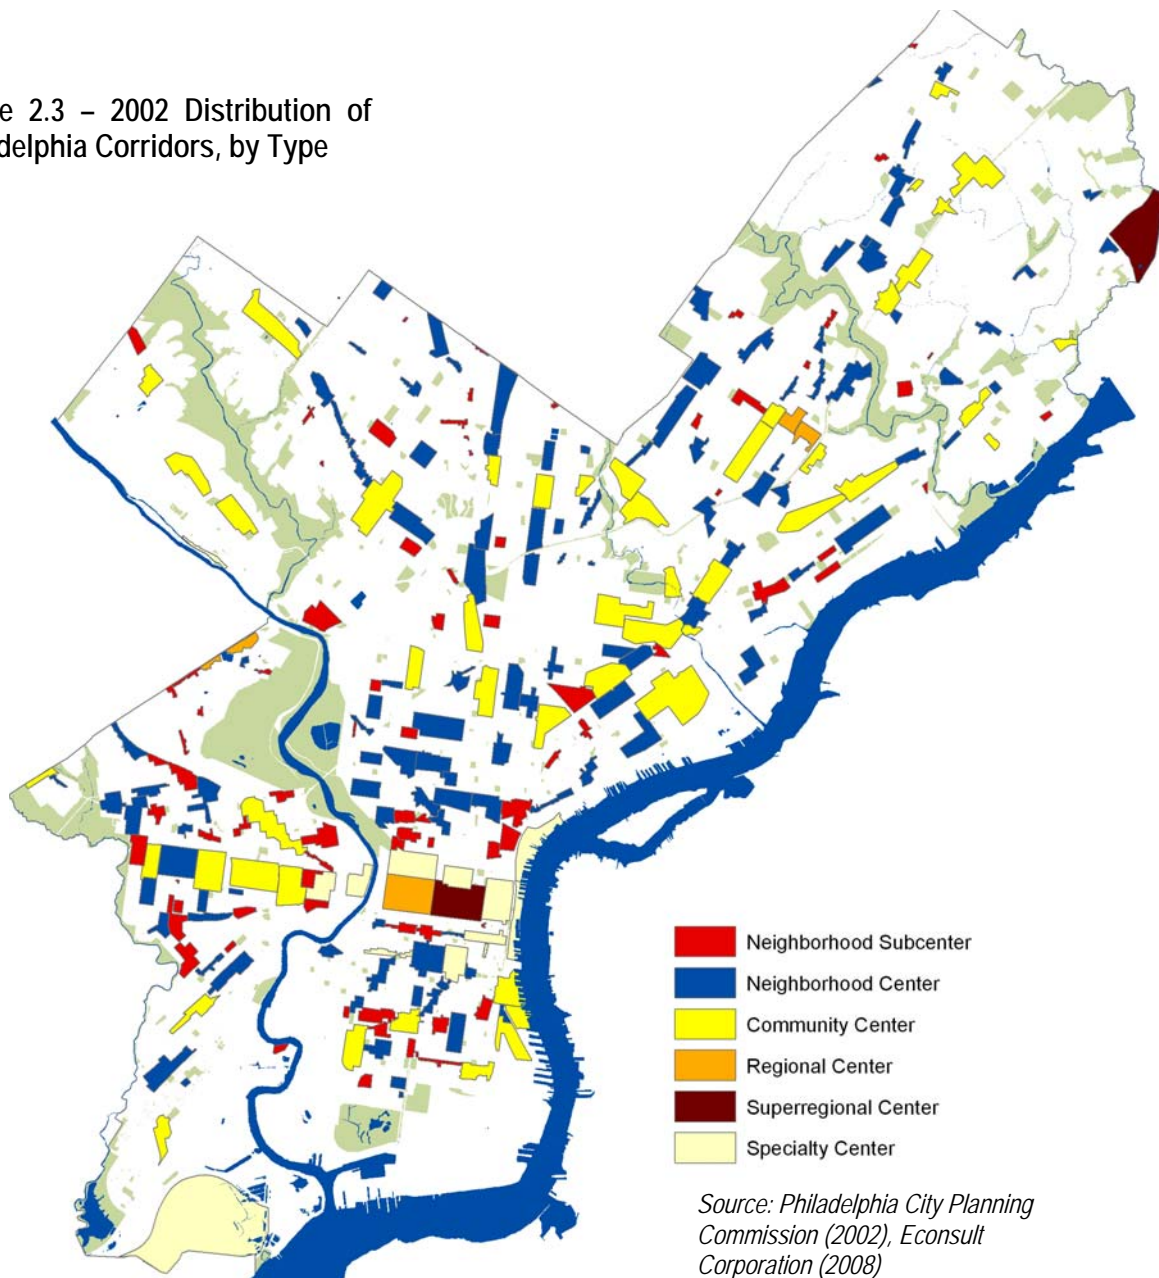 e 2.3 – 2002 Distribution of
delphia Corridors, by Type
Neighborhood Subcenter
Neighborhood Center
Community Center
Regional Center
Superregional Center
Specialty Center
Source: Philadelphia City Planning
Commission (2002), Econsult
Corporation (2008)